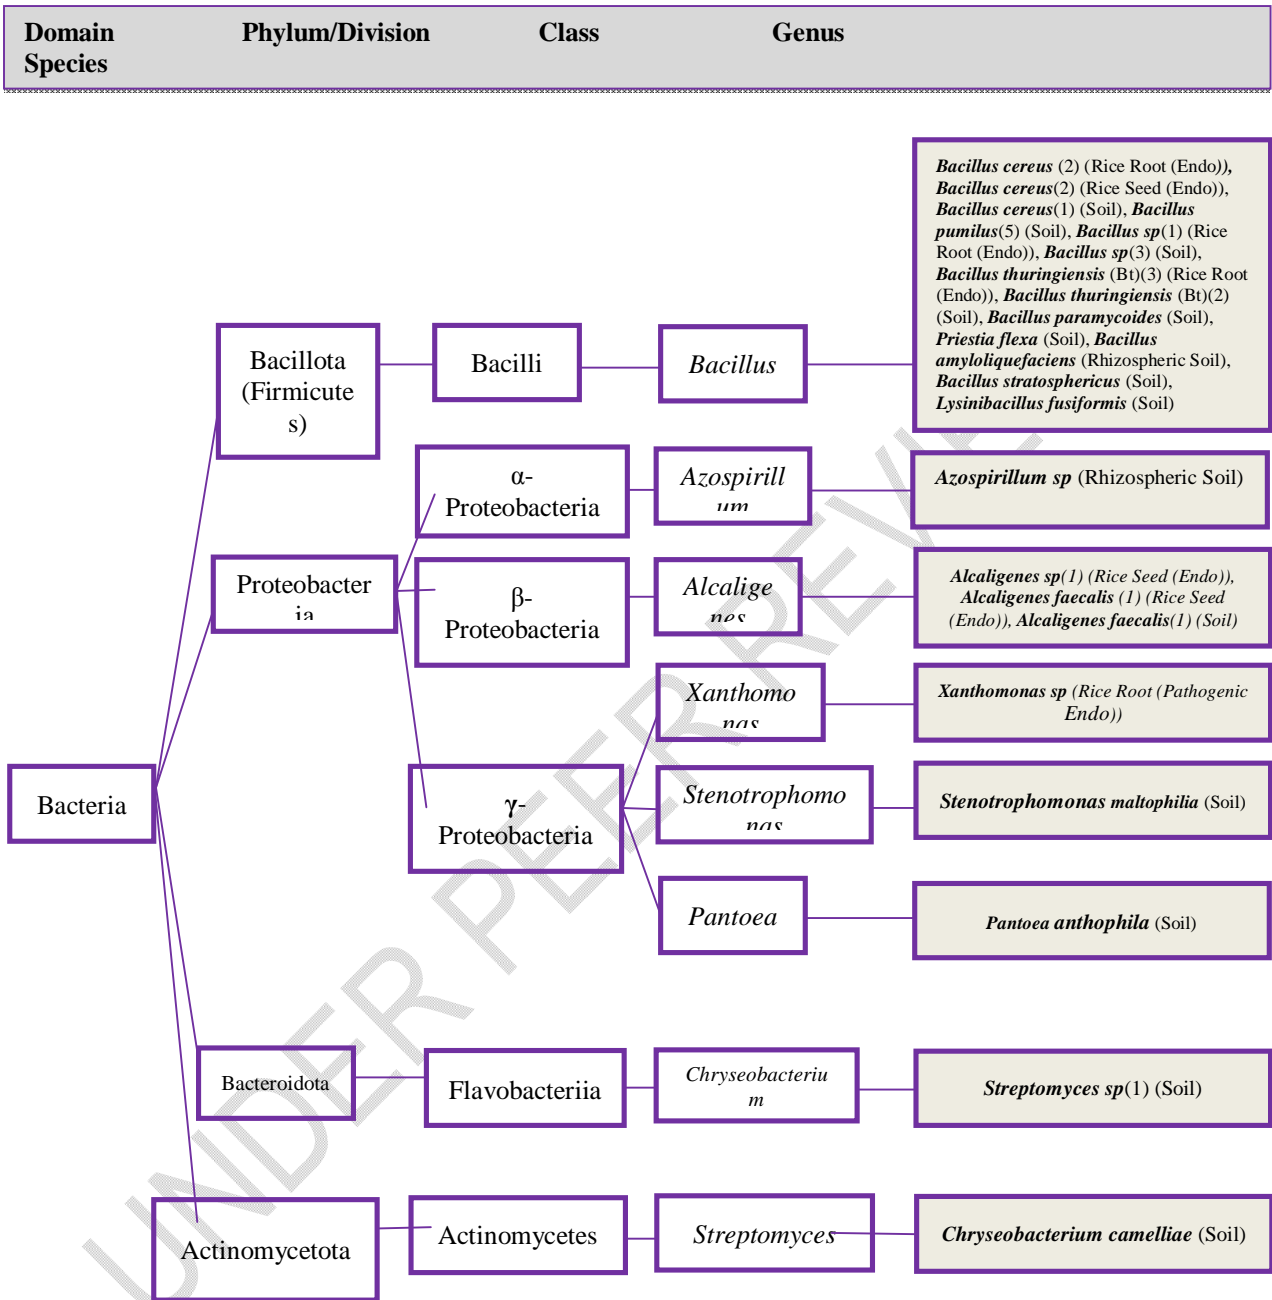 Domain Phylum/Division Class Genus
Species
Bacillus cereus (2) (Rice Root (Endo)),
Bacillus cereus(2) (Rice Seed (Endo)),
Bacillus cereus(1) (Soil), Bacillus
pumilus(5) (Soil), Bacillus sp(1) (Rice
Root (Endo)), Bacillus sp(3) (Soil),
Bacillus thuringiensis (Bt)(3) (Rice Root
(Endo)), Bacillus thuringiensis (Bt)(2)
(Soil), Bacillus paramycoides (Soil),
Priestia flexa (Soil), Bacillus
amyloliquefaciens (Rhizospheric Soil),
Bacillus stratosphericus (Soil),
Lysinibacillus fusiformis (Soil)
Bacillota
(Firmicute
s)
Bacilli
Bacillus
α-
Proteobacteria
Azospirill
um
Azospirillum sp (Rhizospheric Soil)
Proteobacter
ia
β-
Proteobacteria
Alcalige
nes
Alcaligenes sp(1) (Rice Seed (Endo)),
Alcaligenes faecalis (1) (Rice Seed
(Endo)), Alcaligenes faecalis(1) (Soil)
Xanthomo
nas
Xanthomonas sp (Rice Root (Pathogenic
Endo))
Bacteria
γ-
Proteobacteria
Stenotrophomo
nas
Stenotrophomonas maltophilia (Soil)
Pantoea
Pantoea anthophila (Soil)
Bacteroidota
Flavobacteriia
Chryseobacteriu
m
Streptomyces sp(1) (Soil)
Actinomycetota
Actinomycetes
Streptomyces
Chryseobacterium camelliae (Soil)
UNDER PEER REVIE